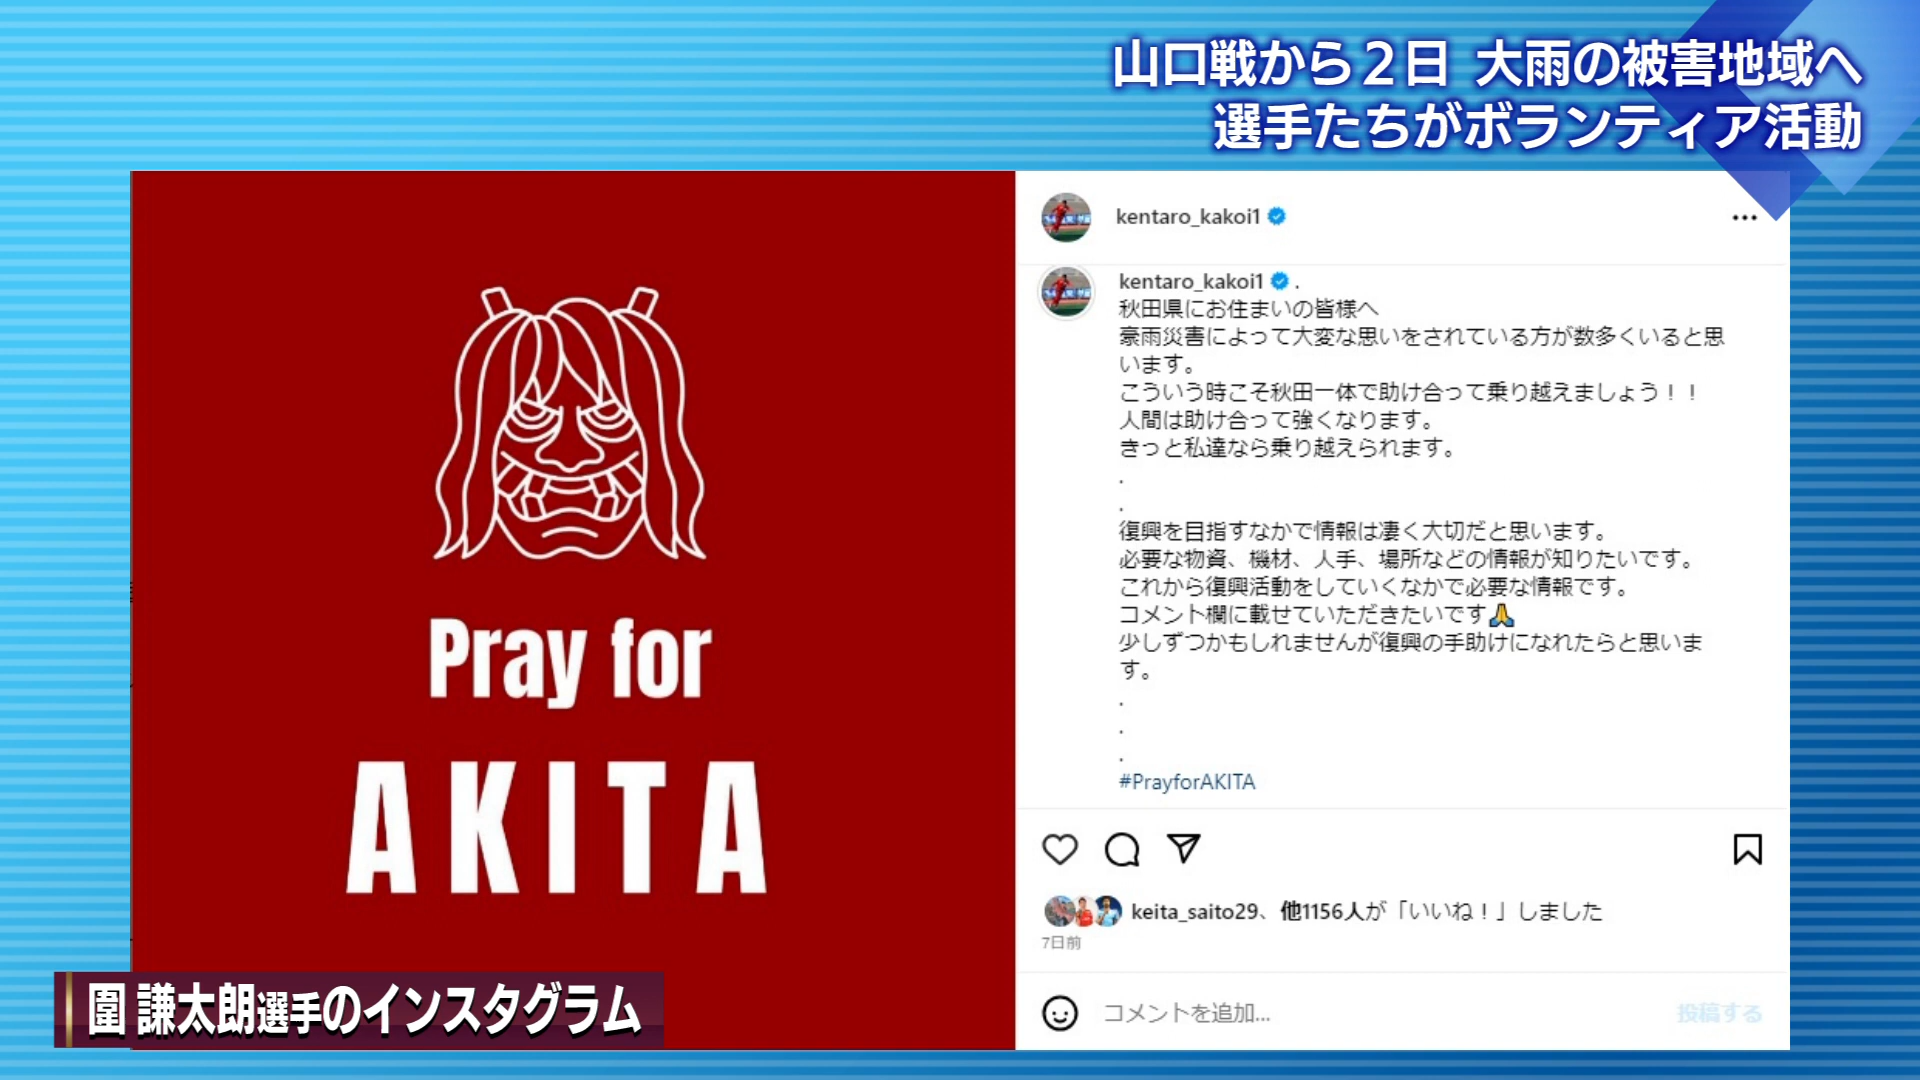 山口戦から２日 大雨の被害地域へ
選手たちがボランティア活動
Pray for
AKITA
kentaro_kakoi1
kentaro_kakoi1 .
秋田県にお住まいの皆様へ
豪雨災害によって大変な思いをされている方が数多くいると思
います。
こういう時こそ秋田一体で助け合って乗り越えましょう！！
人間は助け合って強くなります。
きっと私達なら乗り越えられます。
.
.
復興を目指すなかで情報は凄く大切だと思います。
必要な物資、機材、人手、場所などの情報が知りたいです。
これから復興活動をしていくなかで必要な情報です。
コメント欄に載せていただきたいです🙏
少しずつかもしれませんが復興の手助けになれたらと思いま
す。
.
.
.
#PrayforAKITA
keita_saito29、他1156人が「いいね！」しました
7日前
コメントを追加...
投稿する
圍 謙太朗選手のインスタグラム